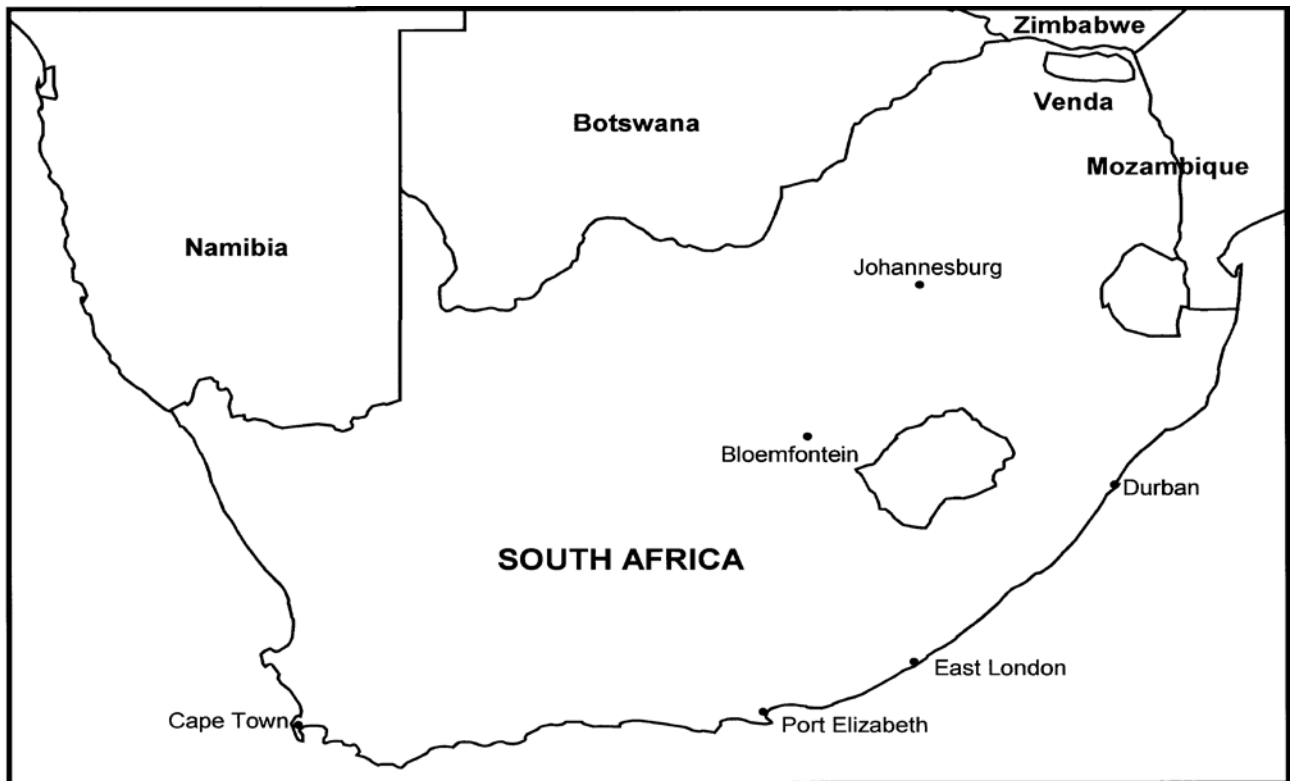 Zimbabwe
Venda
Botswana
Mozambique
Namibia
Johannesburg
Bloemfontein
Durban
SOUTH AFRICA
East London
Cape Town
Port Elizabeth